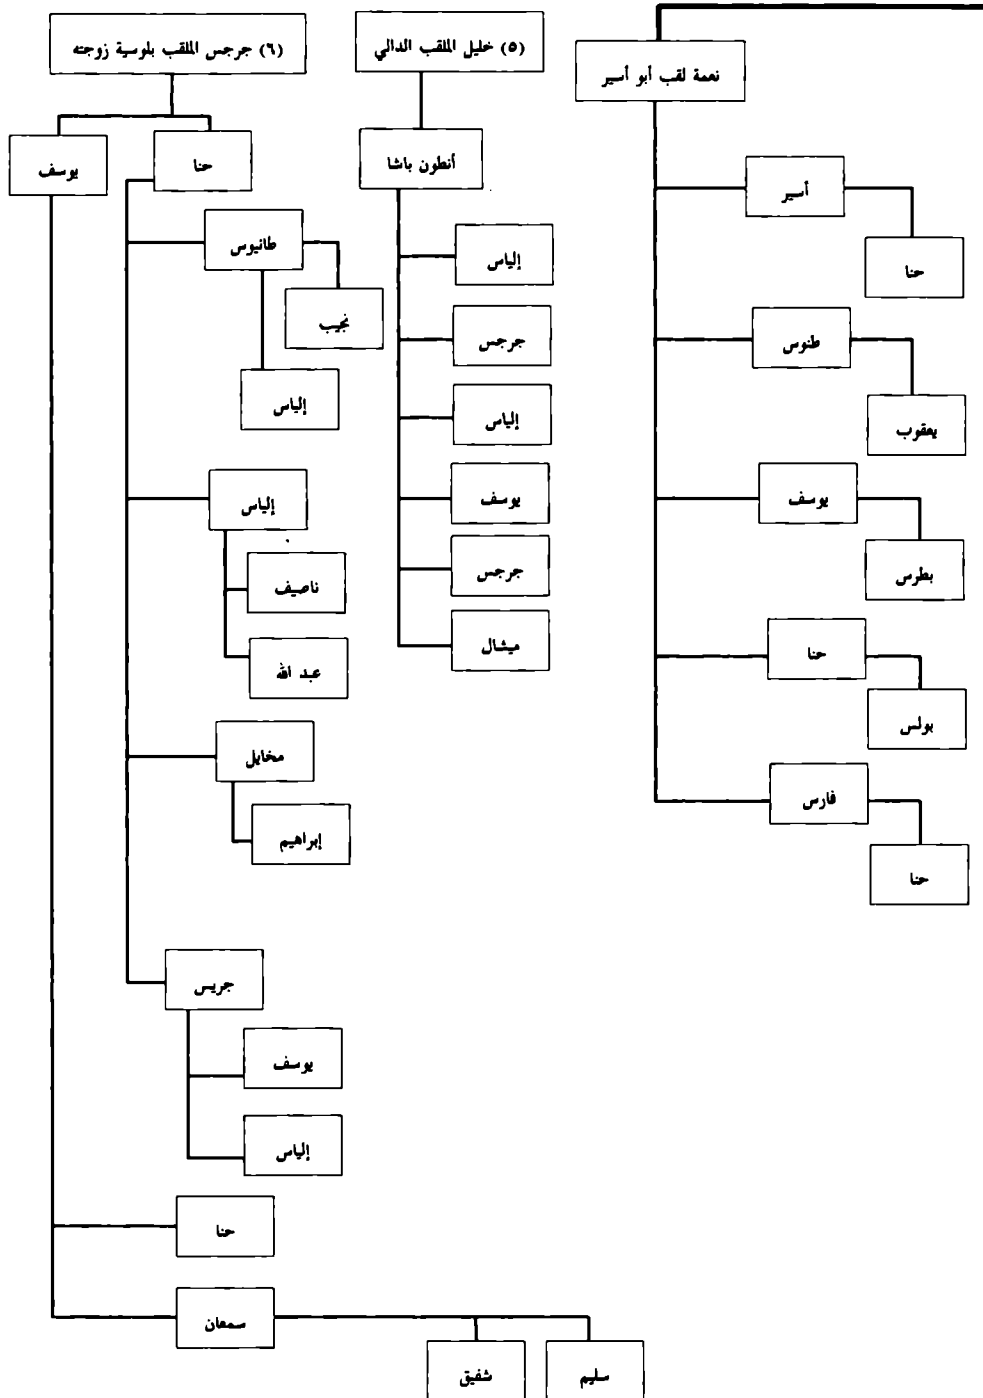 نعمة لقب أبو أسير
أسير
حنا
طنوس
يعقوب
يوسف
بطرس
حنا
بولس
فارس
حنا
(٥) خليل الملقب الدالي
أنطون باشا
إلياس
جرجس
إلياس
يوسف
جرجس
ميشال
(٦) جرجس الملقب بلوسية زوجته
حنا
يوسف
طانيوس
نجيب
إلياس
إلياس
ناصيف
عبد الله
مخايل
إبراهيم
جريس
يوسف
إلياس
حنا
سمعان
سليم
شفيق